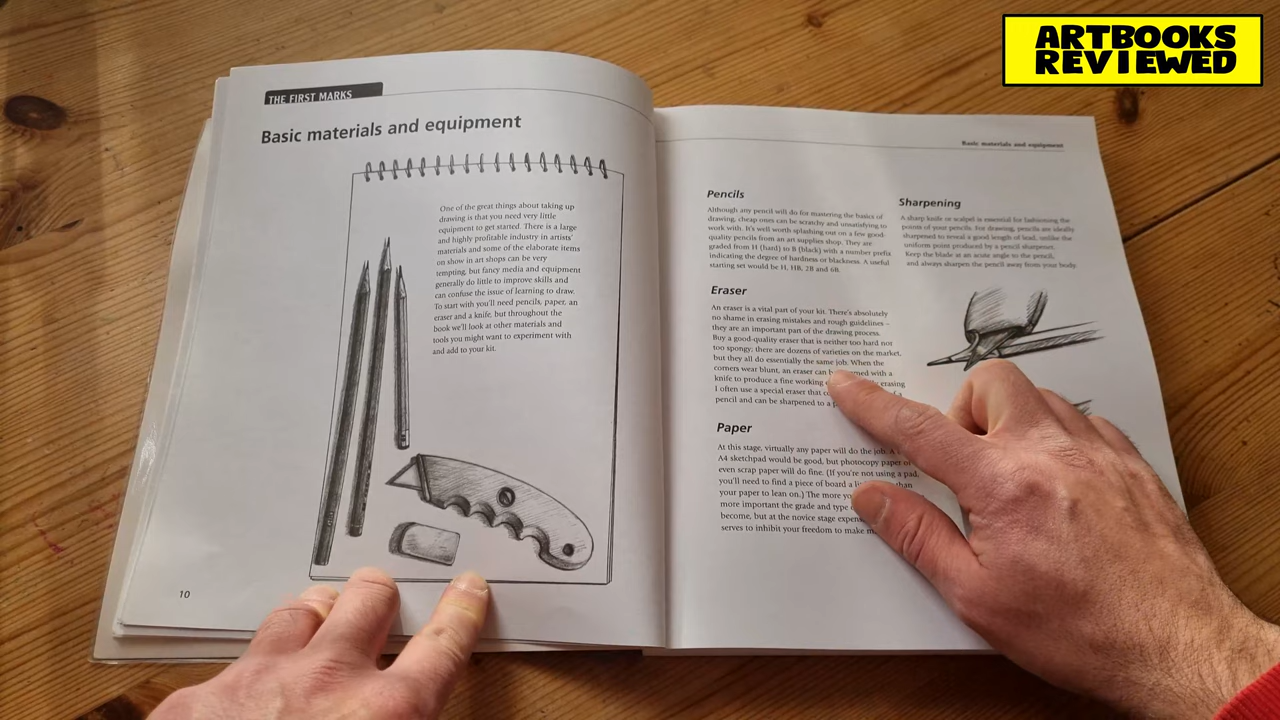 ARTBOOKS
REVIEWED
THE FIRST MARKS
Basic materials and equipment
One of the great things about taking up
drawing is that you need very little
equipment to get started. There is a large
and highly profitable industry in artists'
materials and some of the elaborate items
on show in art shops can be very
tempting, but fancy media and equipment
generally do little to improve skills and
can confuse the issue of learning to draw.
To start with you'll need pencils, paper, an
eraser and a knife, but throughout the
book we'll look at other materials and
tools you might want to experiment with
and add to your kit.
10
Basic materials and equipment
Pencils
Although any pencil will do for mastering the basics of
drawing, cheap ones can be scratchy and unsatisfying to
work with. It's well worth splashing out on a few good-
quality pencils from an art supplies shop. They are
graded from H (hard) to B (black) with a number prefix
indicating the degree of hardness or blackness. A useful
starting set would be H, HB, 2B and 6B.
Eraser
An eraser is a vital part of your kit. There's absolutely
no shame in erasing mistakes and rough guidelines –
they are an important part of the drawing process.
Buy a good-quality eraser that is neither too hard not
too spongy; there are dozens of varieties on the market,
but they all do essentially the same job. When the
corners wear blunt, an eraser can be with a
knife to produce a fine working erasing
I often use a special eraser that of a
pencil and can be sharpened to a
Paper
At this stage, virtually any paper will do the job. A
A4 sketchpad would be good, but photocopy paper or
even scrap paper will do fine. (If you're not using a pad,
you'll need to find a piece of board a than
your paper to lean on.) The more
more important the grade and type
become, but at the novice stage
serves to inhibit your freedom to make
Sharpening
A sharp knife or scalpel is essential for fashioning the
points of your pencils. For drawing, pencils are ideally
sharpened to reveal a good length of lead, unlike the
uniform point produced by a pencil sharpener.
Keep the blade at an acute angle to the pencil,
and always sharpen the pencil away from your body.